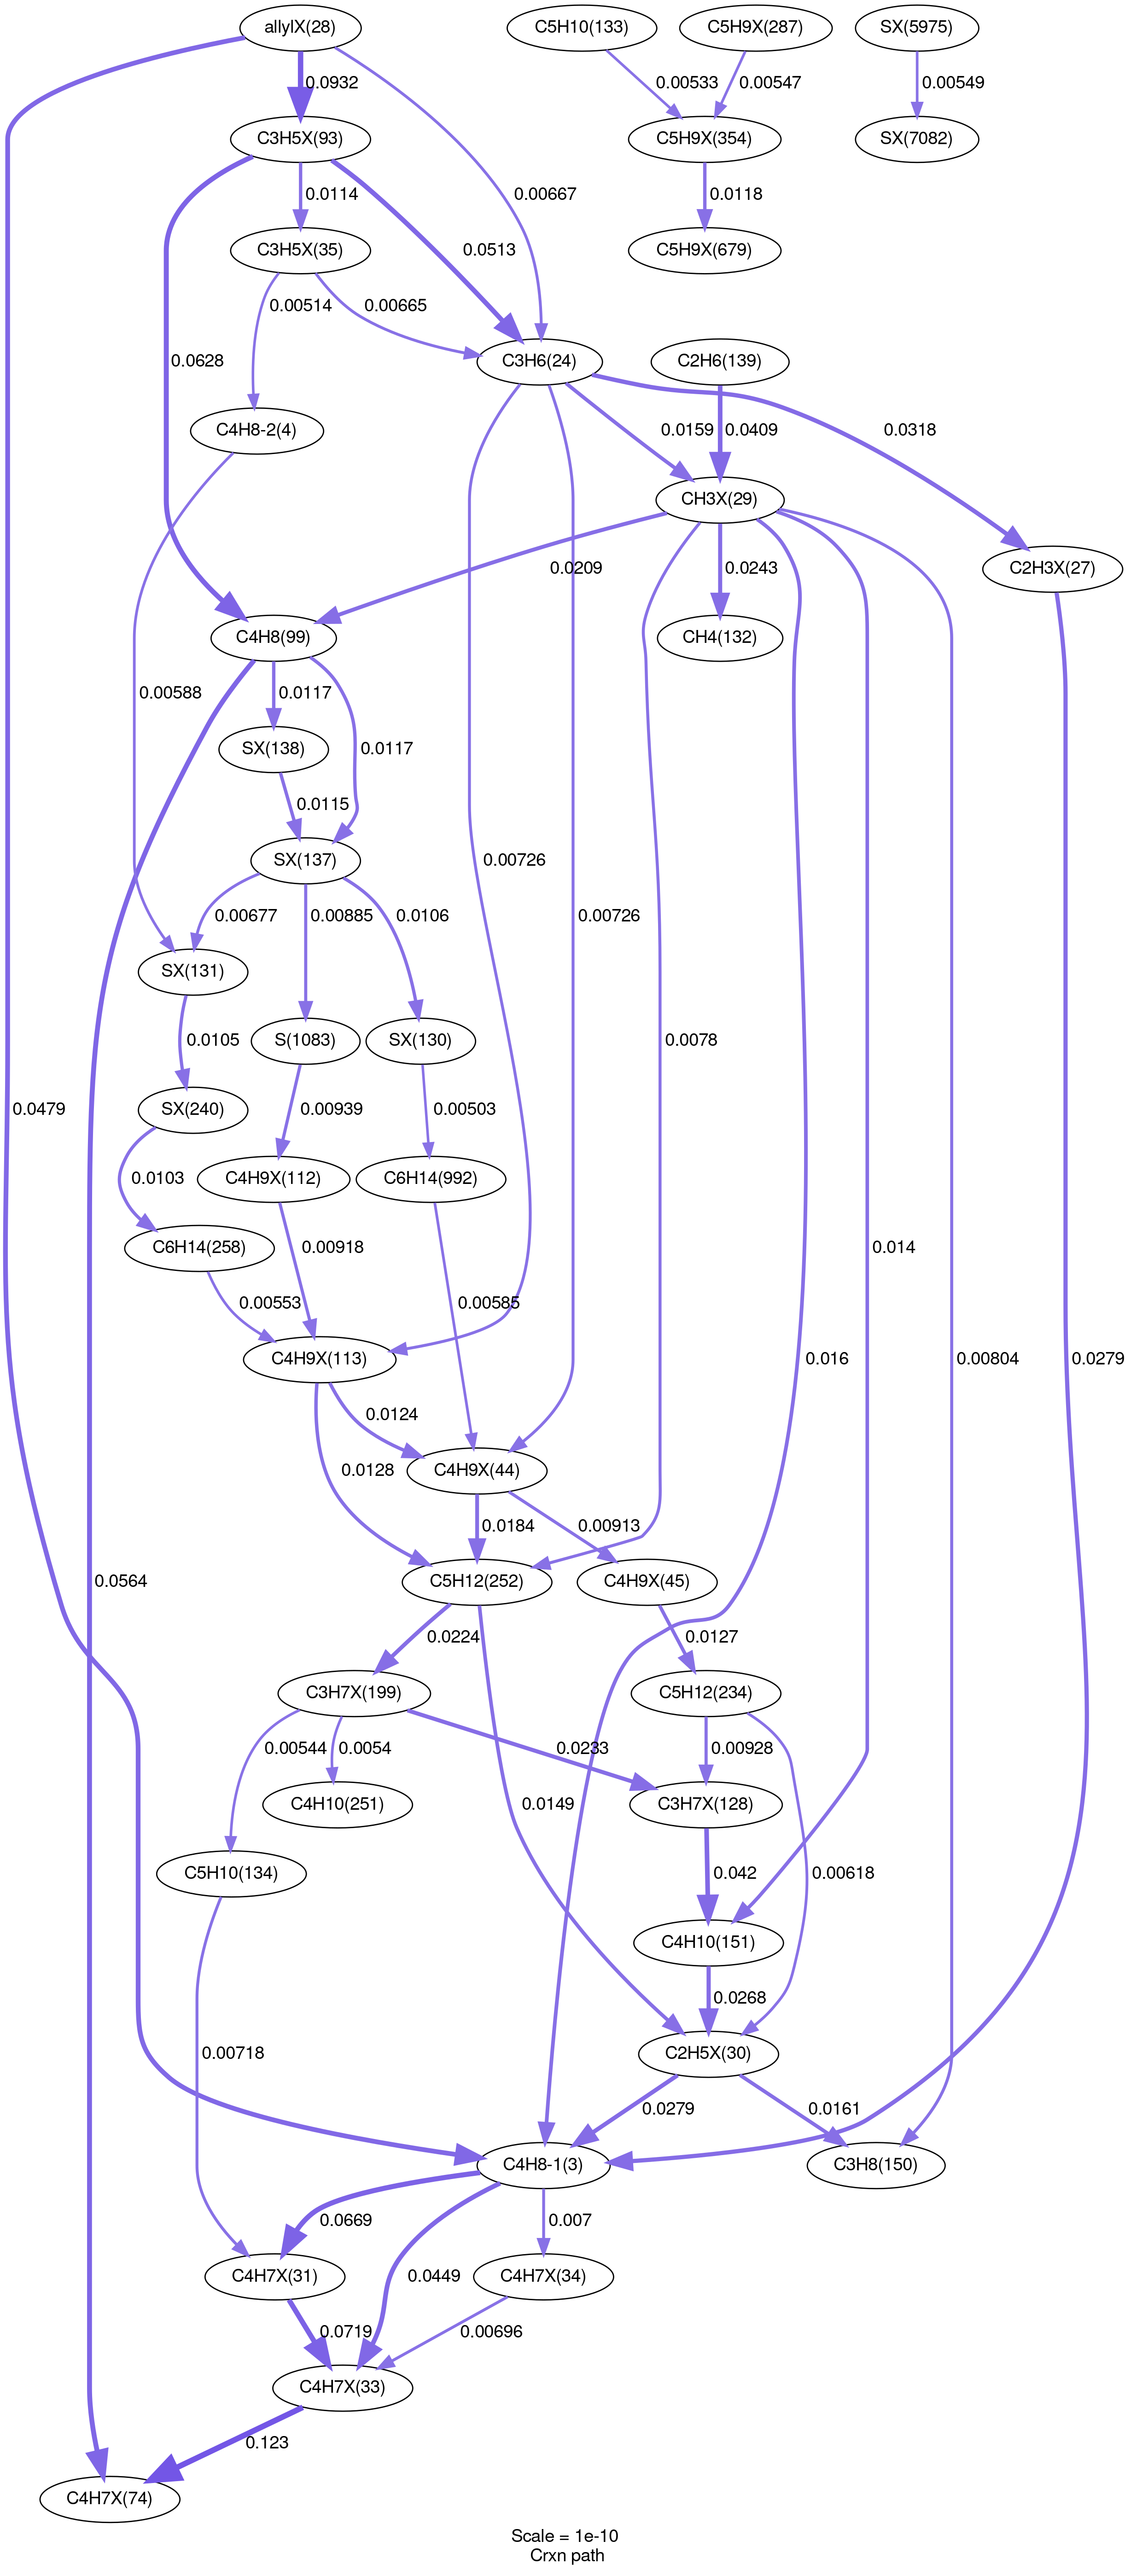 allylX(28)
C5H10(133)
C5H9X(287)
SX(5975)
0.0932
0.00533
0.00547
0.00549
C3H5X(93)
C5H9X(354)
SX(7082)
0.0114
0.00667
0.0118
C3H5X(35)
0.0513
C5H9X(679)
0.00514
0.00665
0.0628
C3H6(24)
C2H6(139)
C4H8-2(4)
0.0159
0.0409
0.0318
CH3X(29)
0.0209
0.0243
C2H3X(27)
C4H8(99)
CH4(132)
0.00588
0.0117
SX(138)
0.0117
0.0115
SX(137)
0.00726
0.00677
0.00885
0.0106
0.00726
SX(131)
0.0105
S(1083)
SX(130)
0.0078
SX(240)
0.00939
0.00503
0.0479
0.0103
C4H9X(112)
C6H14(992)
C6H14(258)
0.00918
0.014
0.00553
0.00585
C4H9X(113)
0.016
0.00804
0.0279
0.0124
0.0128
C4H9X(44)
0.0184
0.00913
0.0564
C5H12(252)
C4H9X(45)
0.0224
0.0127
C3H7X(199)
C5H12(234)
0.00544
0.0054
0.0233
0.00928
C4H10(251)
0.0149
C3H7X(128)
C5H10(134)
0.042
0.00618
C4H10(151)
0.0268
0.00718
C2H5X(30)
0.0279
0.0161
C4H8-1(3)
C3H8(150)
0.0669
0.007
C4H7X(31)
0.0449
C4H7X(34)
0.0719
0.00696
C4H7X(33)
0.123
C4H7X(74)
Scale = 1e-10
Crxn path